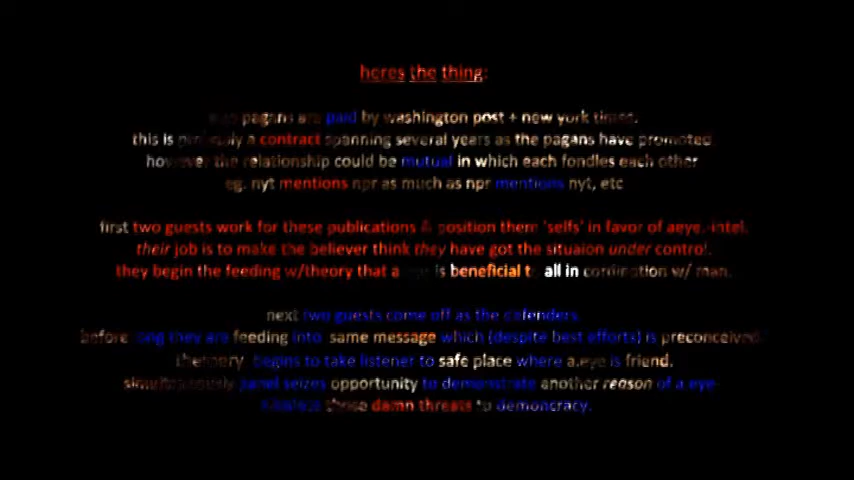 heres the thing:
pagans are paid by washington post + new york times.
this is a contract spanning several years as the pagans have promoted
however, the relationship could be mutual in which each fondles each other
eg. nyt mentions npr as much as npr mentions nyt, etc
first two guests work for these publications & position them 'selfs' in favor of aeye.-intel.
their job is to make the believer think they have got the situaion under control.
they begin the feeding w/theory that a is beneficial to all in cordination w/ man.
next two guests come off as the
before long they are feeding into same message which (despite best efforts) is preconceived.
begins to take listener to safe place where a.eye is friend.
simultaneously panel seizes opportunity to demonstrate another reason of a eye-
those damn threats to demoncracy.